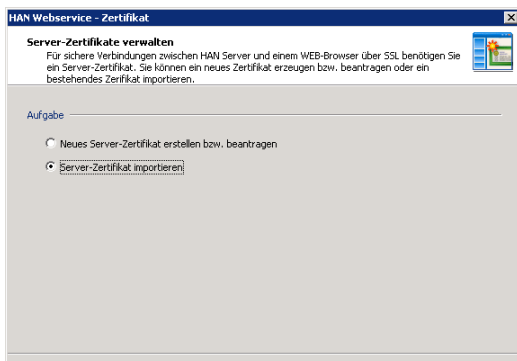 HAN Webservice - Zertifikat
Server-Zertifikate verwalten
Für sichere Verbindungen zwischen HAN Server und einem WEB-Browser über SSL benötigen Sie
ein Server-Zertifikat. Sie können ein neues Zertifikat erzeugen bzw. beantragen oder ein
bestehendes Zerifikat importieren.
Aufgabe
Neues Server-Zertifikat erstellen bzw. beantragen
Server-Zertifikat importieren